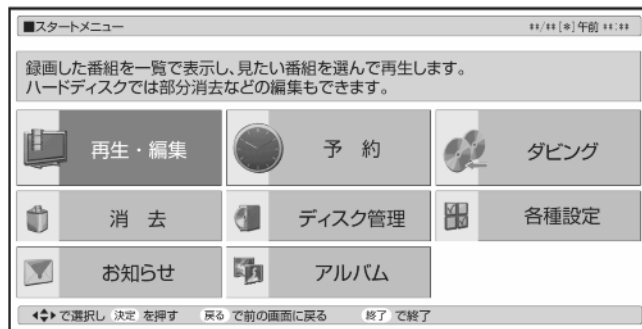 ■スタートメニュー **/**[*]午前 **:**
録画した番組を一覧で表示し、見たい番組を選んで再生します。
ハードディスクでは部分消去などの編集もできます。
再生・編集 予 約 ダビング
消 去 ディスク管理 各種設定
お知らせ アルバム
で選択し 決定 を押す 戻る で前の画面に戻る 終了 で終了